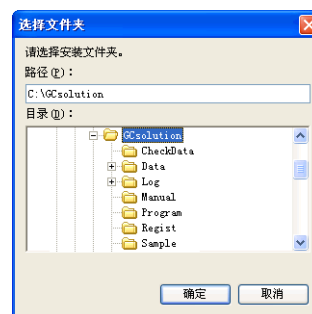 选择文件夹
请选择安装文件夹。
路径(P)：
C:\GCsolution
目录(D)：
GCsolution
CheckData
Data
Log
Manual
Program
Regist
Sample
确定
取消